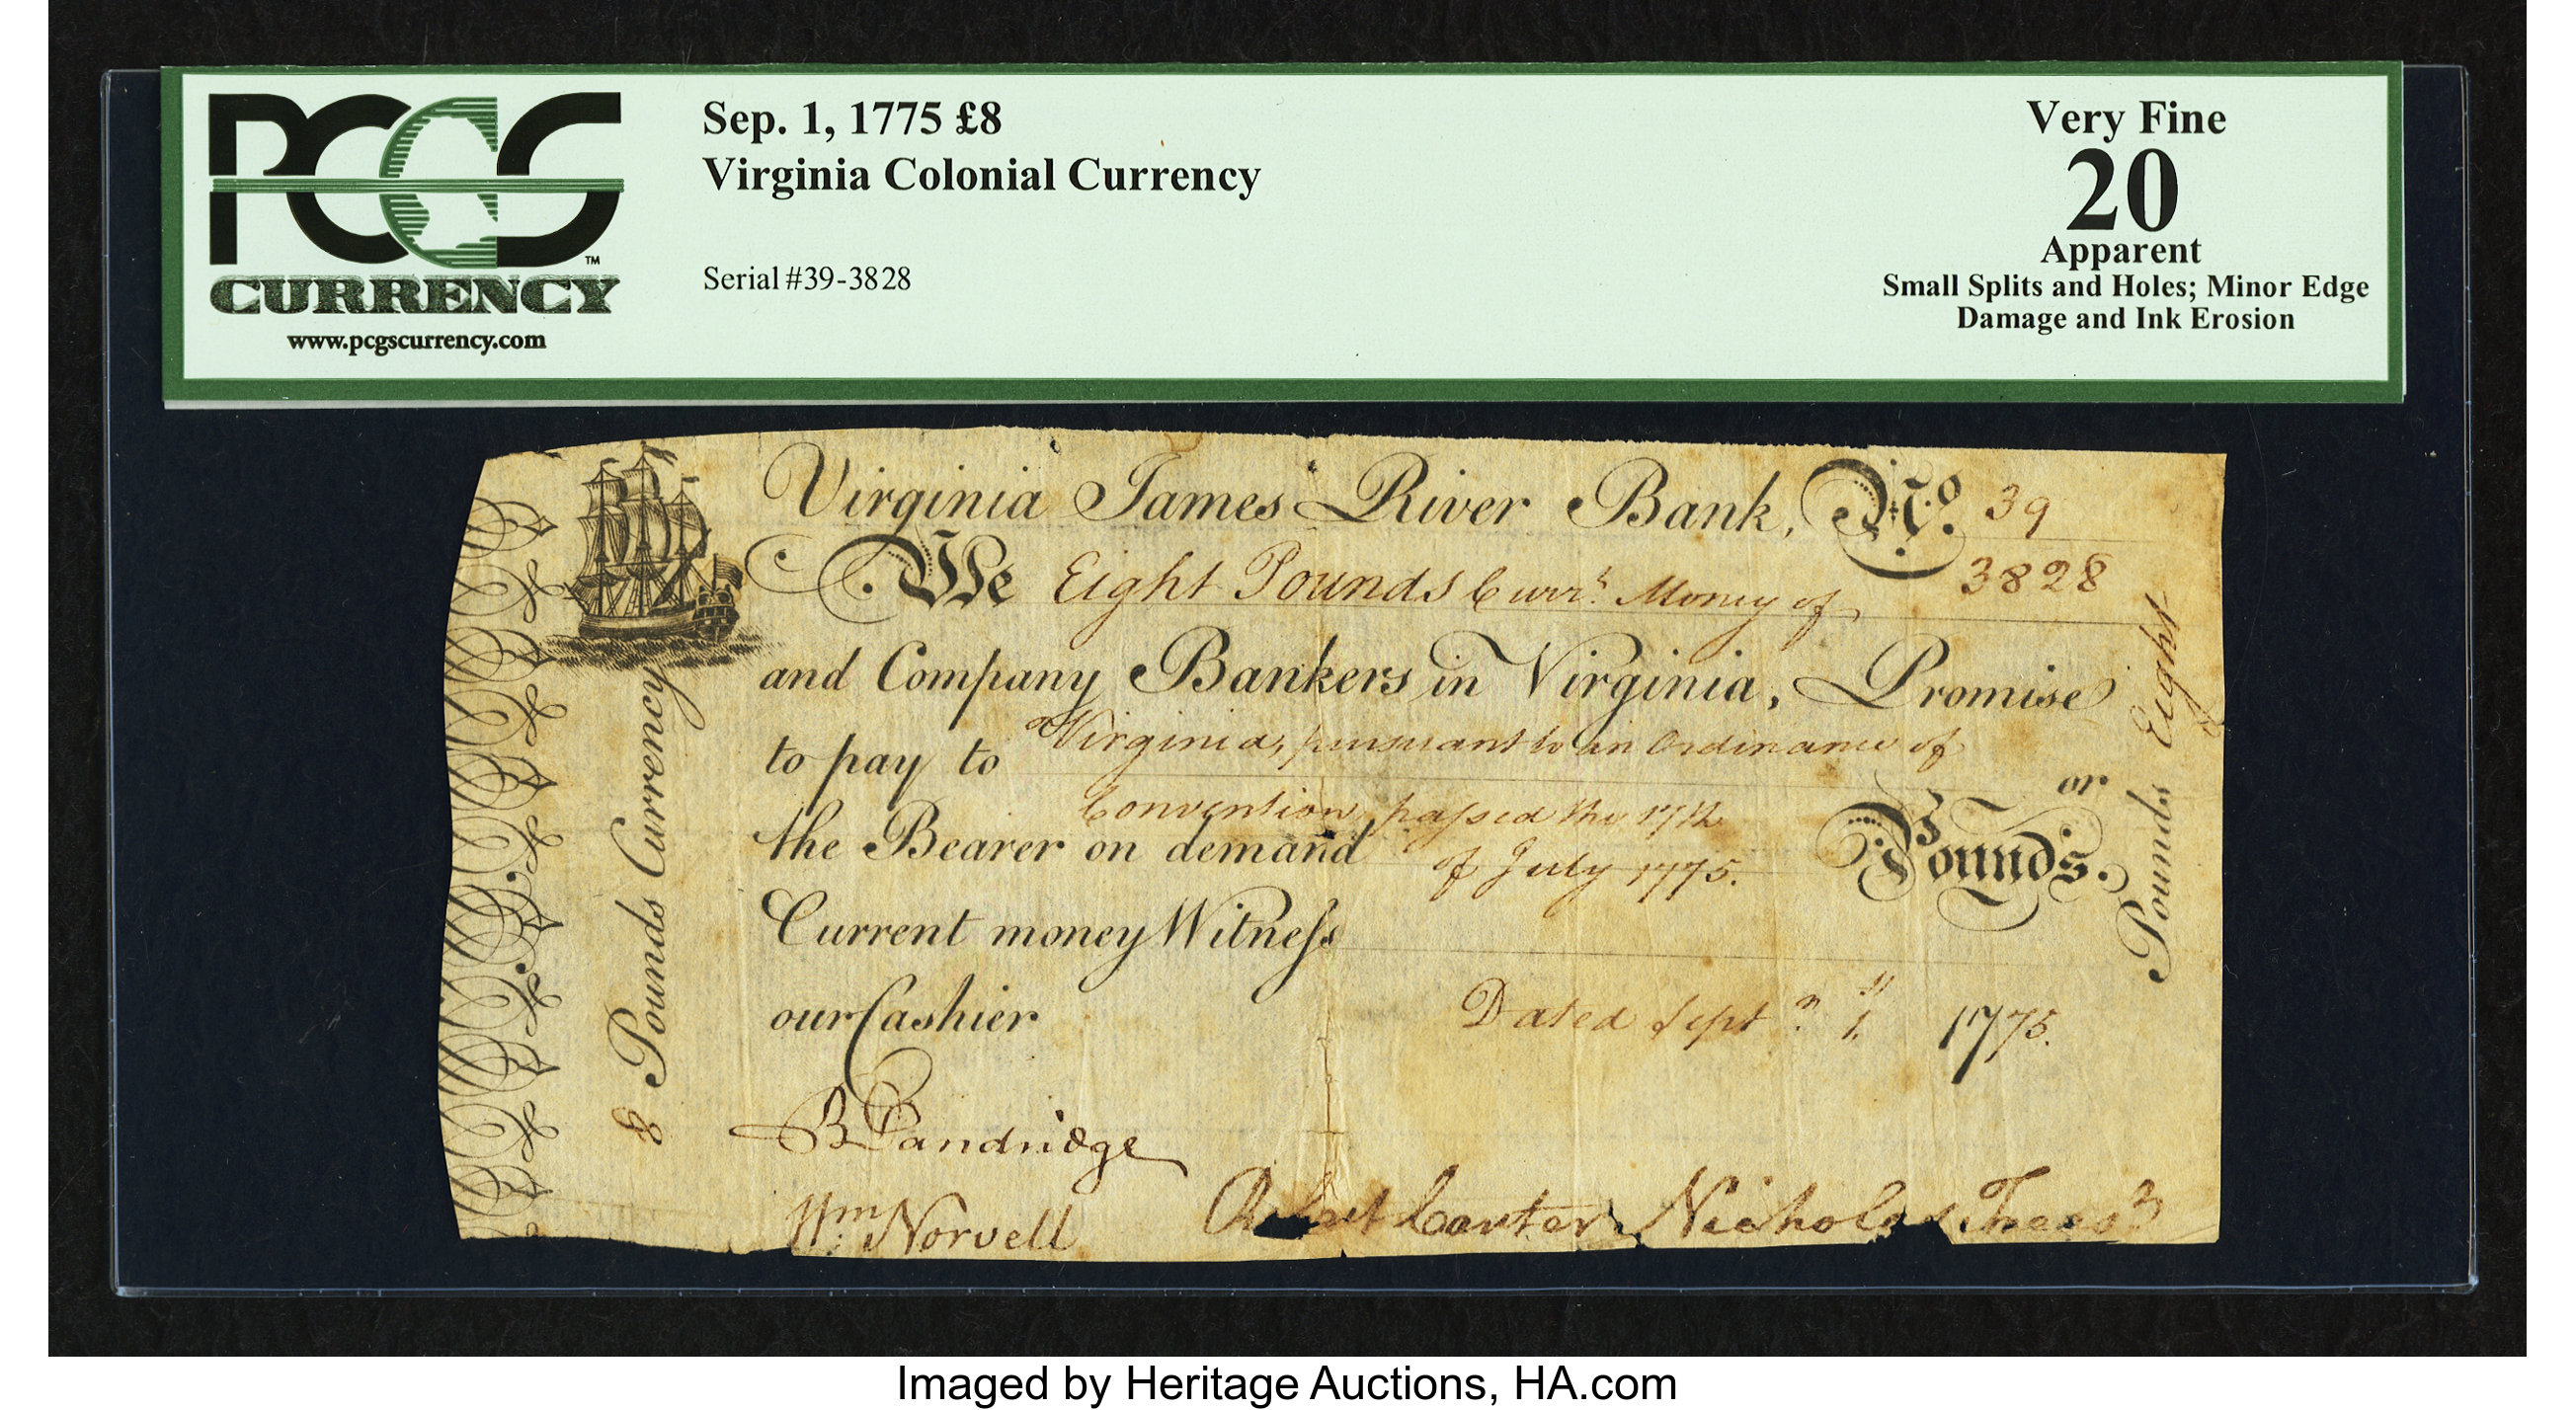 PCGS
CURRENCY
TM
www.pcgscurrency.com
Sep. 1, 1775 £8
Virginia Colonial Currency
Serial #39-3828
Very Fine
20
Apparent
Small Splits and Holes; Minor Edge
Damage and Ink Erosion
Virginia James River Bank, No. 39
We Eight Pounds Currt. Money of 3828
and Company Bankers in Virginia, Promise
to pay to Virginia, pursuant to an Ordinance of
the Bearer on demand Convention, paſsed the 17th or Pounds.
of July 1775.
Current money Witneſs
our Cashier Dated Sept. 1 1775.
8 Pounds Currency
Eight Pounds
B Dandridge
Wm: Norvell
Robert Carter Nicholas Treasr
Imaged by Heritage Auctions, HA.com